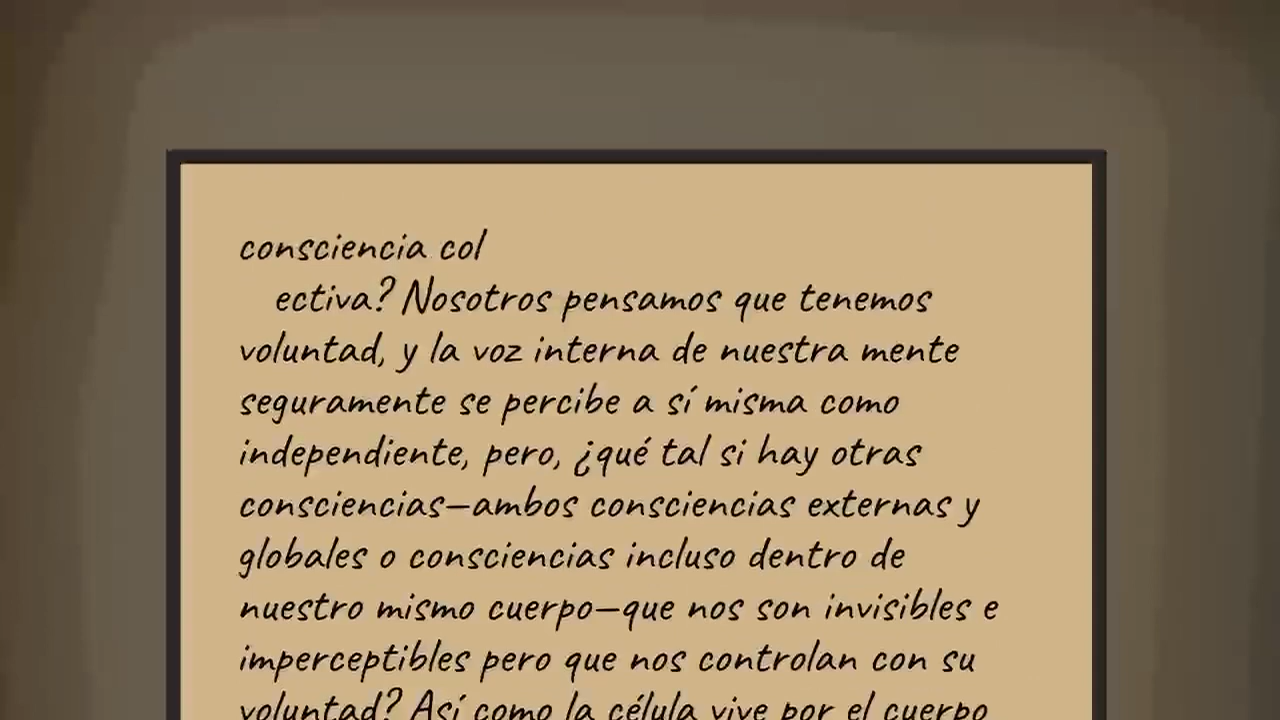 consciencia col
ectiva? Nosotros pensamos que tenemos
voluntad, y la voz interna de nuestra mente
seguramente se percibe a sí misma como
independiente, pero, ¿qué tal si hay otras
consciencias—ambos consciencias externas y
globales o consciencias incluso dentro de
nuestro mismo cuerpo—que nos son invisibles e
imperceptibles pero que nos controlan con su
voluntad? Así como la célula vive por el cuerpo